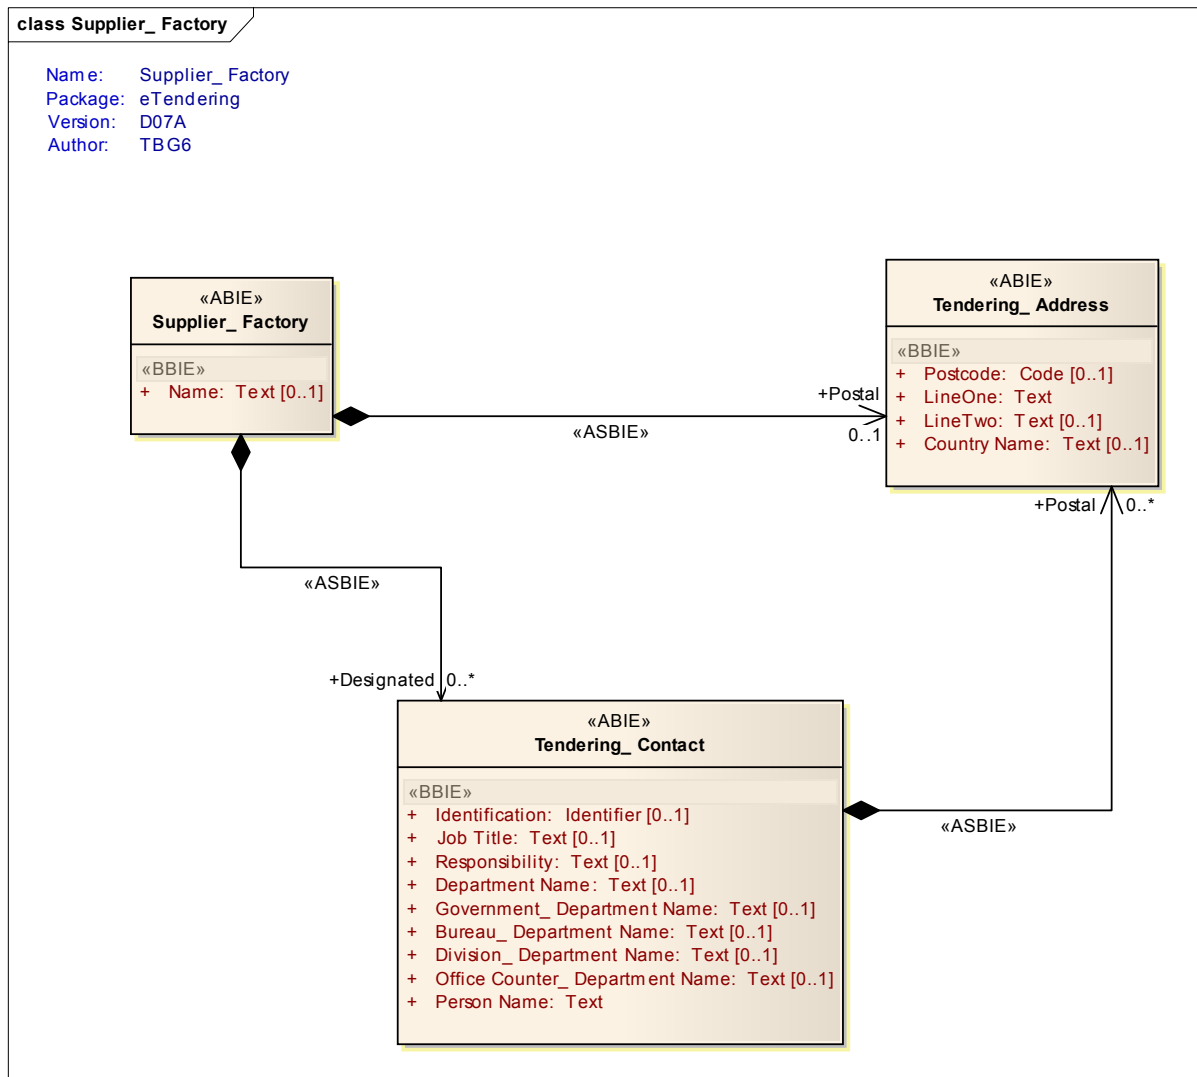 class Supplier_ Factory
Name: Supplier_ Factory
Package: eTendering
Version: D07A
Author: TBG6
«ABIE»
Supplier_ Factory
«BBIE»
+ Name: Text [0..1]
«ABIE»
Tendering_ Address
«BBIE»
+ Postcode: Code [0..1]
+ LineOne: Text
+ LineTwo: Text [0..1]
+ Country Name: Text [0..1]
+Postal
0..1
«ASBIE»
+Postal 0..*
«ASBIE»
+Designated 0..*
«ABIE»
Tendering_ Contact
«BBIE»
+ Identification: Identifier [0..1]
+ Job Title: Text [0..1]
+ Responsibility: Text [0..1]
+ Department Name: Text [0..1]
+ Government_ Department Name: Text [0..1]
+ Bureau_ Department Name: Text [0..1]
+ Division_ Department Name: Text [0..1]
+ Office Counter_ Department Name: Text [0..1]
+ Person Name: Text
«ASBIE»